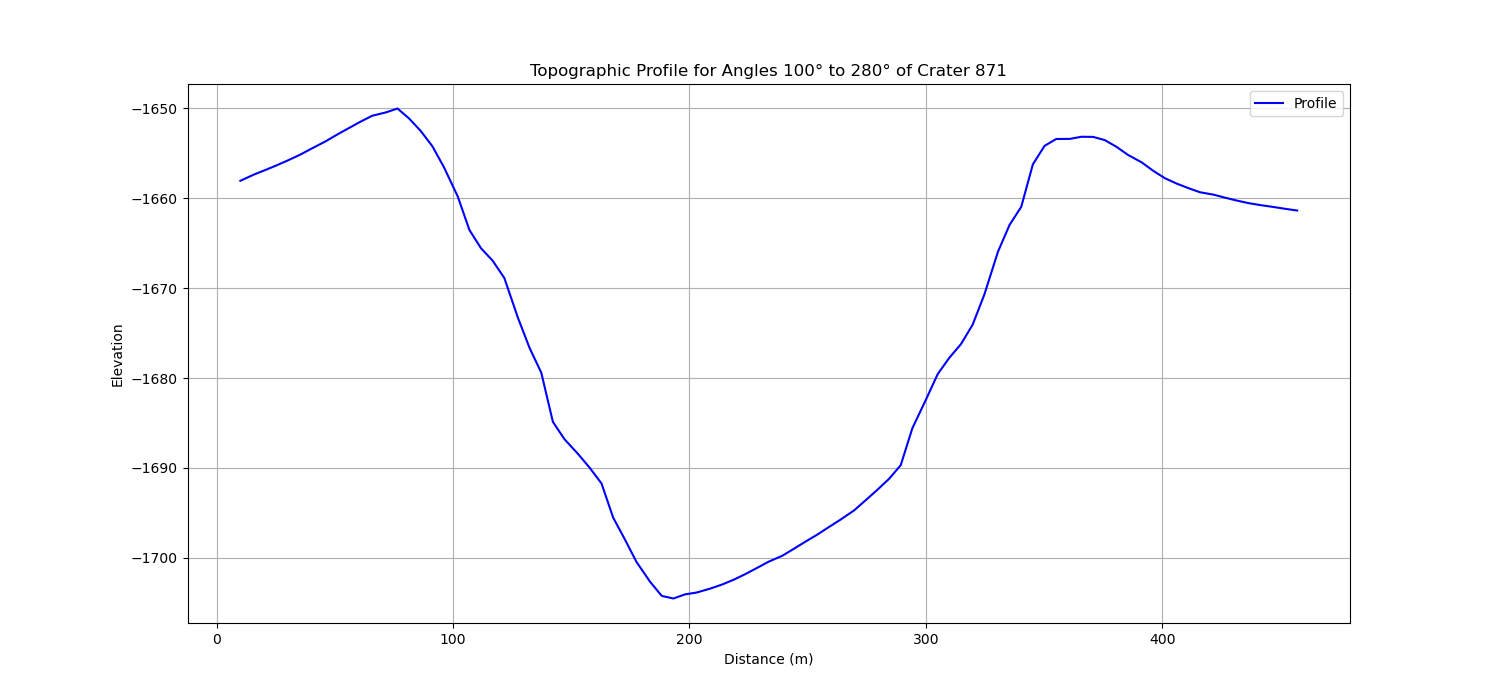 Topographic Profile for Angles 100° to 280° of Crater 871
Profile
−1650
−1660
−1670
−1680
−1690
−1700
Elevation
0 100 200 300 400
Distance (m)